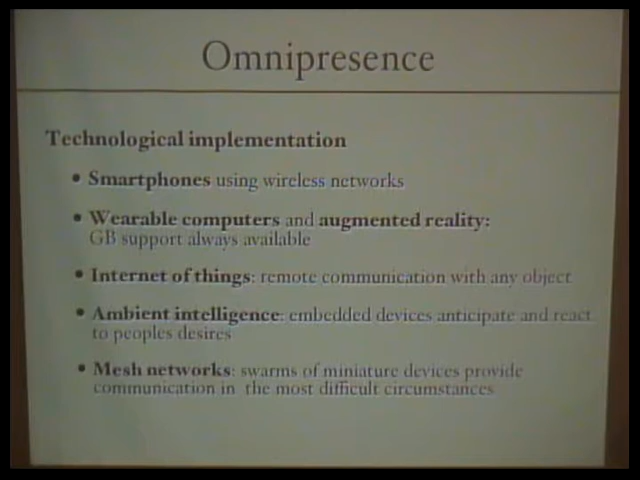 Omnipresence
Technological implementation
• Smartphones using wireless networks
• Wearable computers and augmented reality:
GB support always available
• Internet of things: remote communication with any object
• Ambient intelligence: embedded devices anticipate and react
to peoples desires
• Mesh networks: swarms of miniature devices provide
communication in the most difficult circumstances